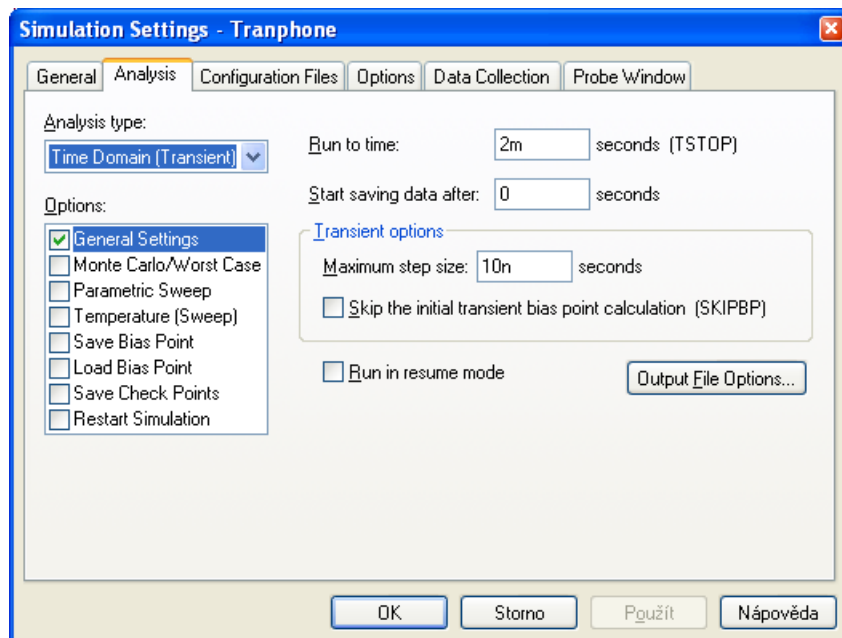 Simulation Settings - Tranphone
General
Analysis
Configuration Files
Options
Data Collection
Probe Window
Analysis type:
Time Domain (Transient)
Options:
General Settings
Monte Carlo/Worst Case
Parametric Sweep
Temperature (Sweep)
Save Bias Point
Load Bias Point
Save Check Points
Restart Simulation
Run to time: 2m seconds (TSTOP)
Start saving data after: 0 seconds
Transient options
Maximum step size: 10n seconds
Skip the initial transient bias point calculation (SKIPBP)
Run in resume mode
Output File Options...
OK
Storno
Použít
Nápověda